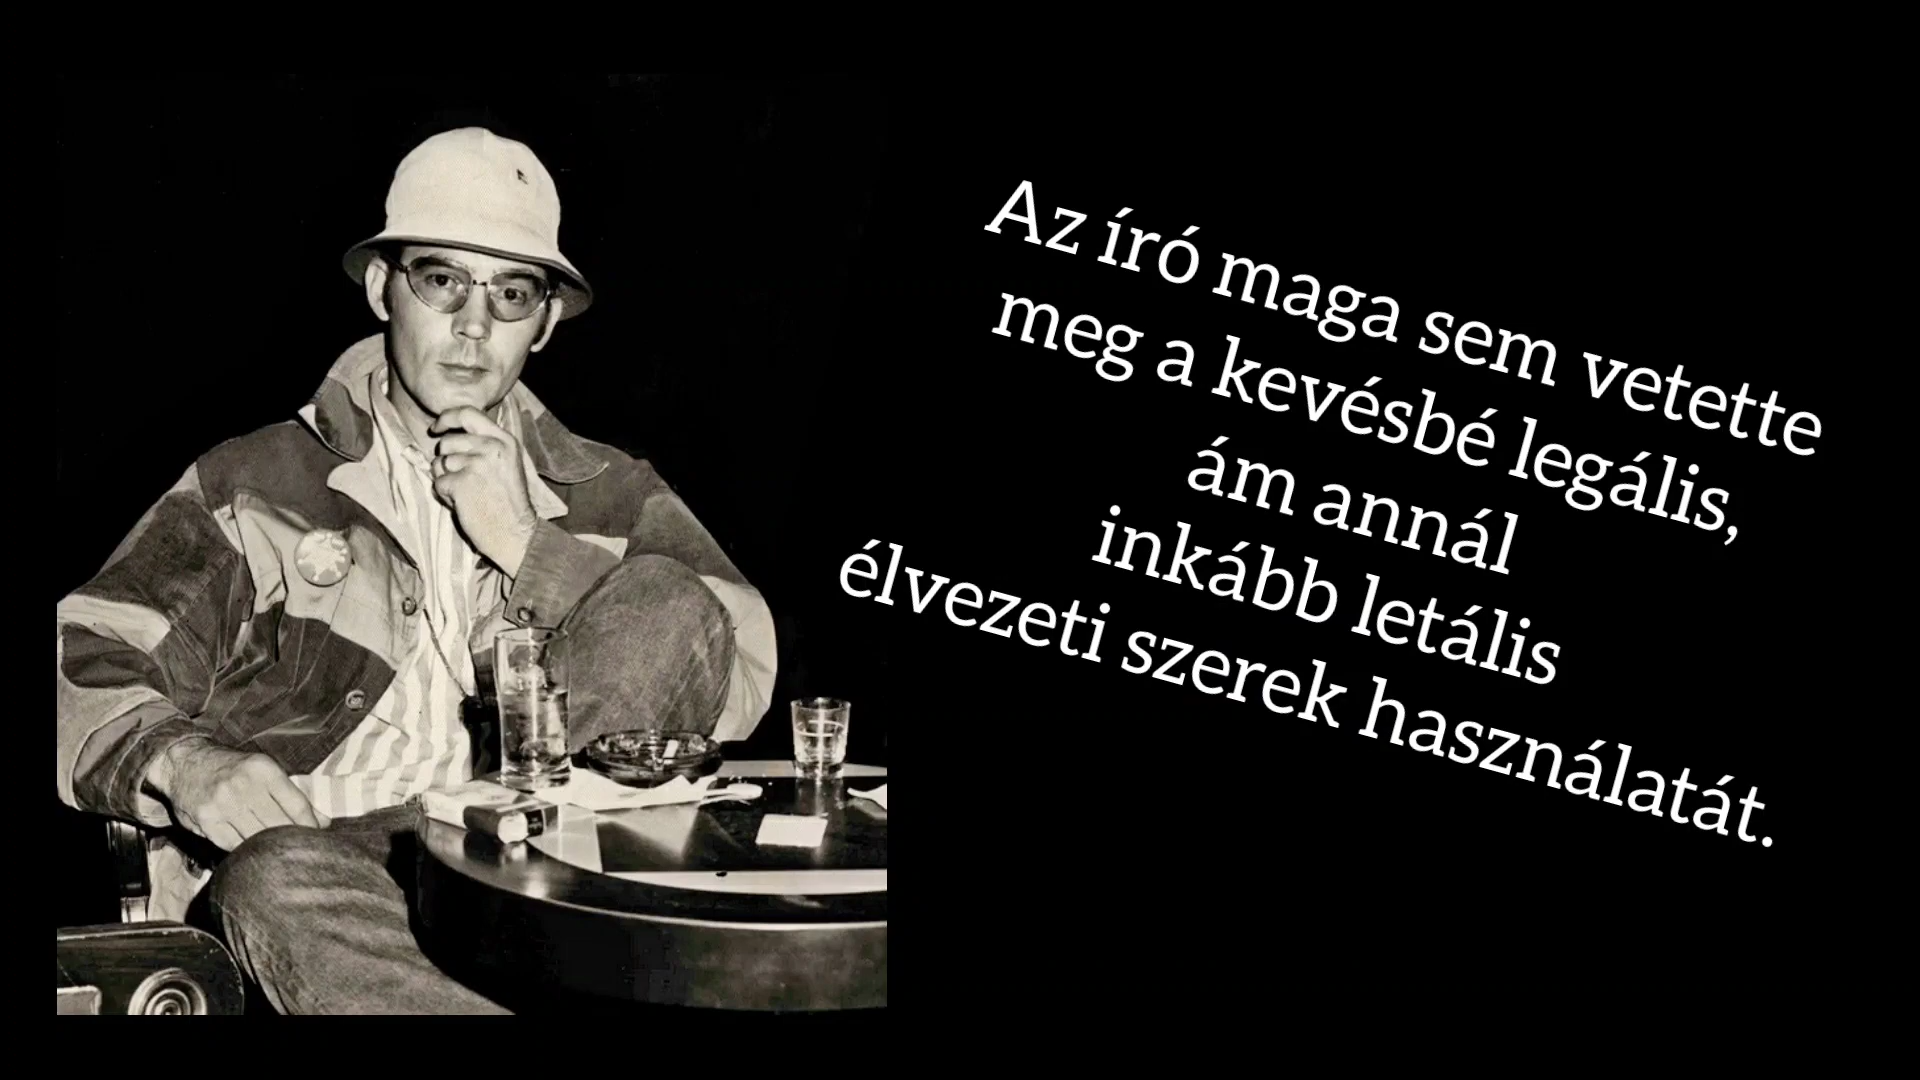 Az író maga sem vetette
meg a kevésbé legális,
ám annál
inkább letális
élvezeti szerek használatát.